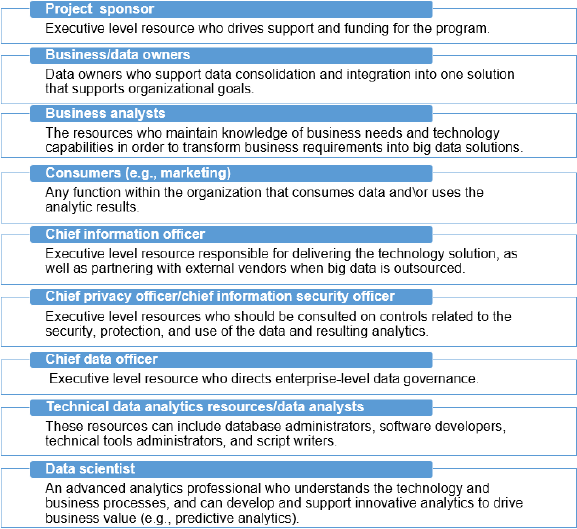 Project  sponsor
Executive level resource who drives support and funding for the program.
Business/data owners
Data owners who support data consolidation and integration into one solution
that supports organizational goals.
Business analysts
The resources who maintain knowledge of business needs and technology
capabilities in order to transform business requirements into big data solutions.
Consumers (e.g., marketing)
Any function within the organization that consumes data and\or uses the
analytic results.
Chief information officer
Executive level resource responsible for delivering the technology solution, as
well as partnering with external vendors when big data is outsourced.
Chief privacy officer/chief information security officer
Executive level resources who should be consulted on controls related to the
security, protection, and use of the data and resulting analytics.
Chief data officer
Executive level resource who directs enterprise-level data governance.
Technical data analytics resources/data analysts
These resources can include database administrators, software developers,
technical tools administrators, and script writers.
Data scientist
An advanced analytics professional who understands the technology and
business processes, and can develop and support innovative analytics to drive
business value (e.g., predictive analytics).